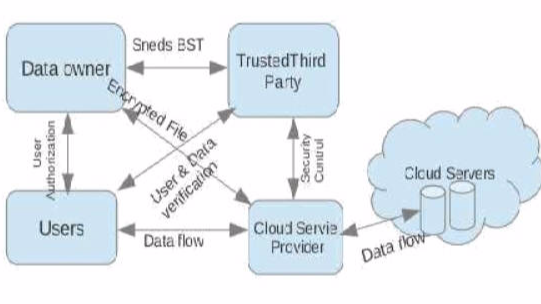 Sneds BST
Data owner
TrustedThird
Party
Encrypted File
User
Authorization
User & Data
verification
Security
Cuntrul
Cloud Servers
Users
Data flow
Cloud Servie
Provider
Data flow